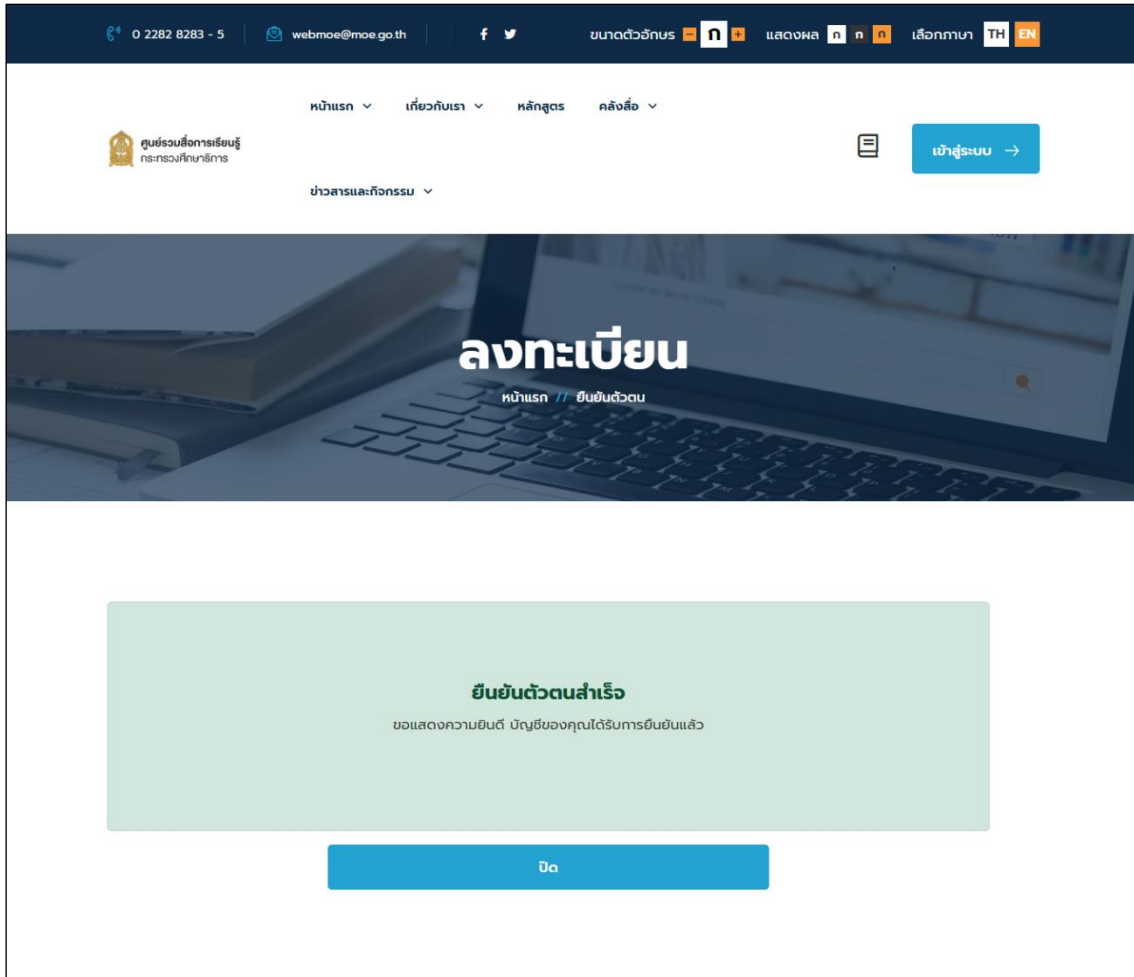 0 2282 8283 - 5 webmoe@moe.go.th ขนาดตัวอักษร - ก + แสดงผล ก ก ก เลือกภาษา TH EN
หน้าแรก เกี่ยวกับเรา หลักสูตร คลังสื่อ
ศูนย์รวมสื่อการเรียนรู้
กระทรวงศึกษาธิการ
เข้าสู่ระบบ →
ข่าวสารและกิจกรรม
ลงทะเบียน
หน้าแรก // ยืนยันตัวตน
ยืนยันตัวตนสำเร็จ
ขอแสดงความยินดี บัญชีของคุณได้รับการยืนยันแล้ว
ปิด